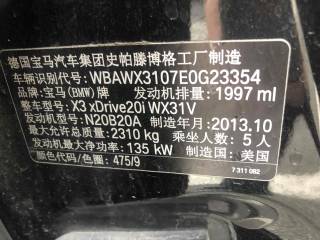 德国宝马汽车集团史帕滕博格工厂制造
车辆识别代号: WBAWX3107E0G23354
品牌: 宝马(BMW)牌 发动机排量: 1997 ml
整车型号: X3 xDrive20i WX31V
发动机型号: N20B20A 制造年月: 2013.10
最大允许总质量: 2310 kg 乘坐人数: 5 人
发动机最大净功率: 135 kW 制造国: 美国
颜色代码/色圈: 475/9
7 311 082